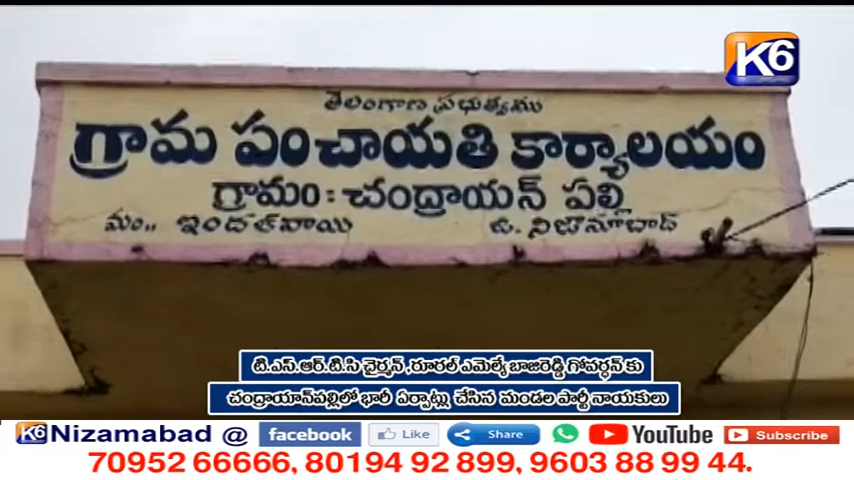 K6
తెలంగాణ ప్రభుత్వము
గ్రామ పంచాయతి కార్యాలయం
గ్రామం : చంద్రాయన్ పల్లి
మం,, ఇందల్‌వాయి జి. నిజామాబాద్
టి.ఎస్.ఆర్.టి.సి చైర్మన్ ,రూరల్ ఎమెల్యే బాజిరెడ్డి గోవర్ధన్ కు
చంద్రాయాన్‌పల్లిలో భారీ ఏర్పాట్లు చేసిన మండల పార్టీ నాయకులు
K6 Nizamabad @ facebook Like Share YouTube Subscribe
70952 66666, 80194 92 899, 9603 88 99 44.